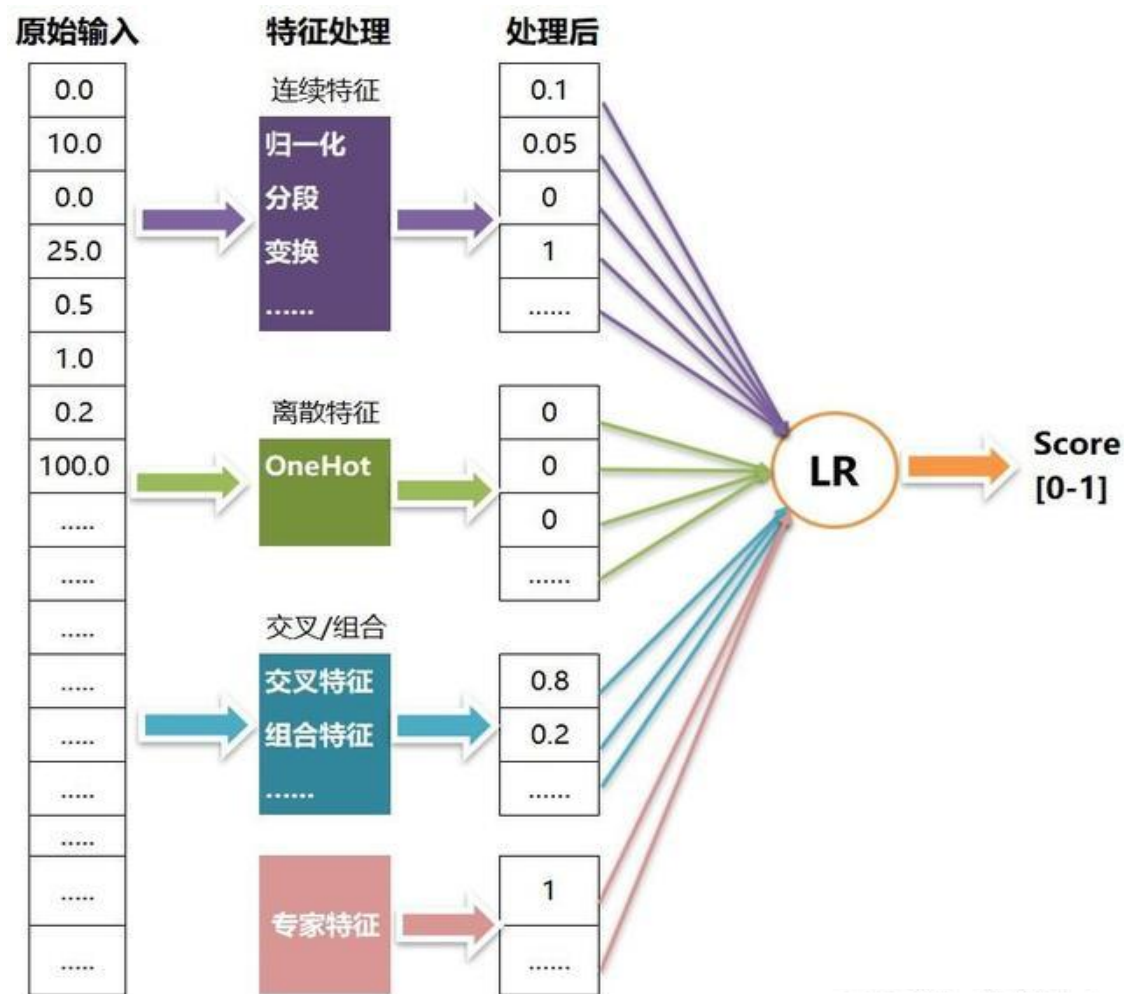 原始输入
0.0
10.0
0.0
25.0
0.5
1.0
0.2
100.0
.....
.....
.....
.....
.....
.....
.....
.....
.....
特征处理
连续特征
归一化
分段
变换
......
离散特征
OneHot
交叉/组合
交叉特征
组合特征
......
专家特征
处理后
0.1
0.05
0
1
......
0
0
0
......
0.8
0.2
......
1
......
LR
Score
[0-1]